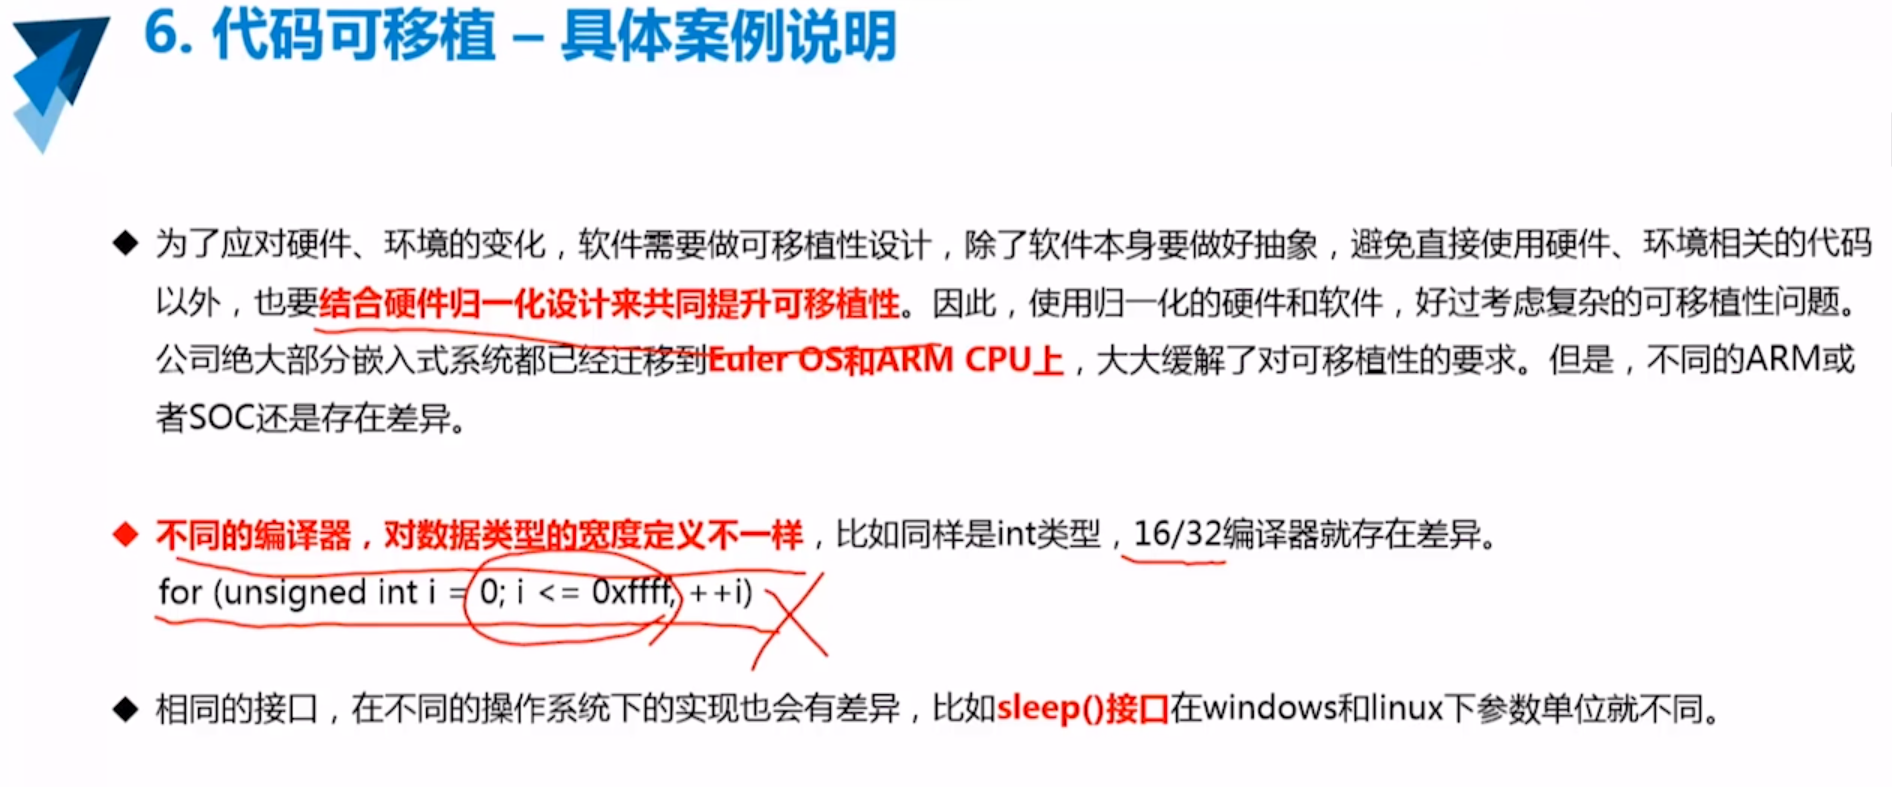 6. 代码可移植 – 具体案例说明
◆ 为了应对硬件、环境的变化，软件需要做可移植性设计，除了软件本身要做好抽象，避免直接使用硬件、环境相关的代码
以外，也要结合硬件归一化设计来共同提升可移植性。因此，使用归一化的硬件和软件，好过考虑复杂的可移植性问题。
公司绝大部分嵌入式系统都已经迁移到Euler OS和ARM CPU上，大大缓解了对可移植性的要求。但是，不同的ARM或
者SOC还是存在差异。
◆ 不同的编译器，对数据类型的宽度定义不一样，比如同样是int类型，16/32编译器就存在差异。
for (unsigned int i = 0; i <= 0xffff; ++i)
◆ 相同的接口，在不同的操作系统下的实现也会有差异，比如sleep()接口在windows和linux下参数单位就不同。